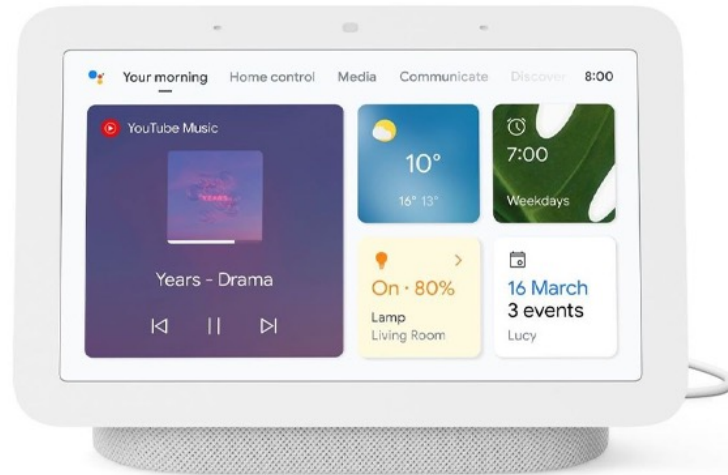 Your morning
Home control
Media
Communicate
Discover
8:00
YouTube Music
YEARS
Years - Drama
10°
16° 13°
7:00
Weekdays
On · 80%
Lamp
Living Room
16 March
3 events
Lucy